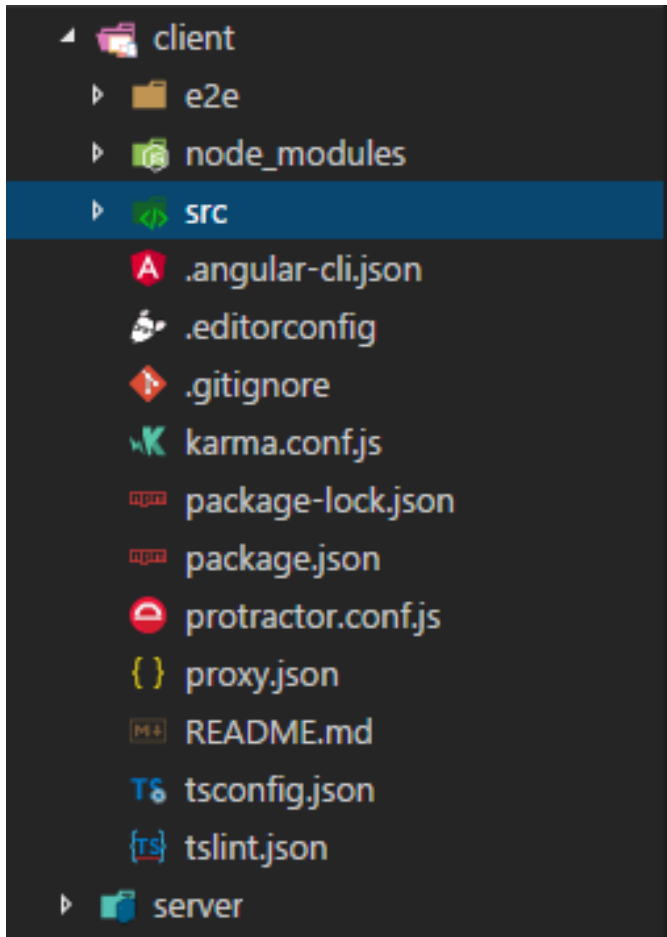 client
e2e
node_modules
src
.angular-cli.json
.editorconfig
.gitignore
karma.conf.js
package-lock.json
package.json
protractor.conf.js
proxy.json
README.md
tsconfig.json
tslint.json
server